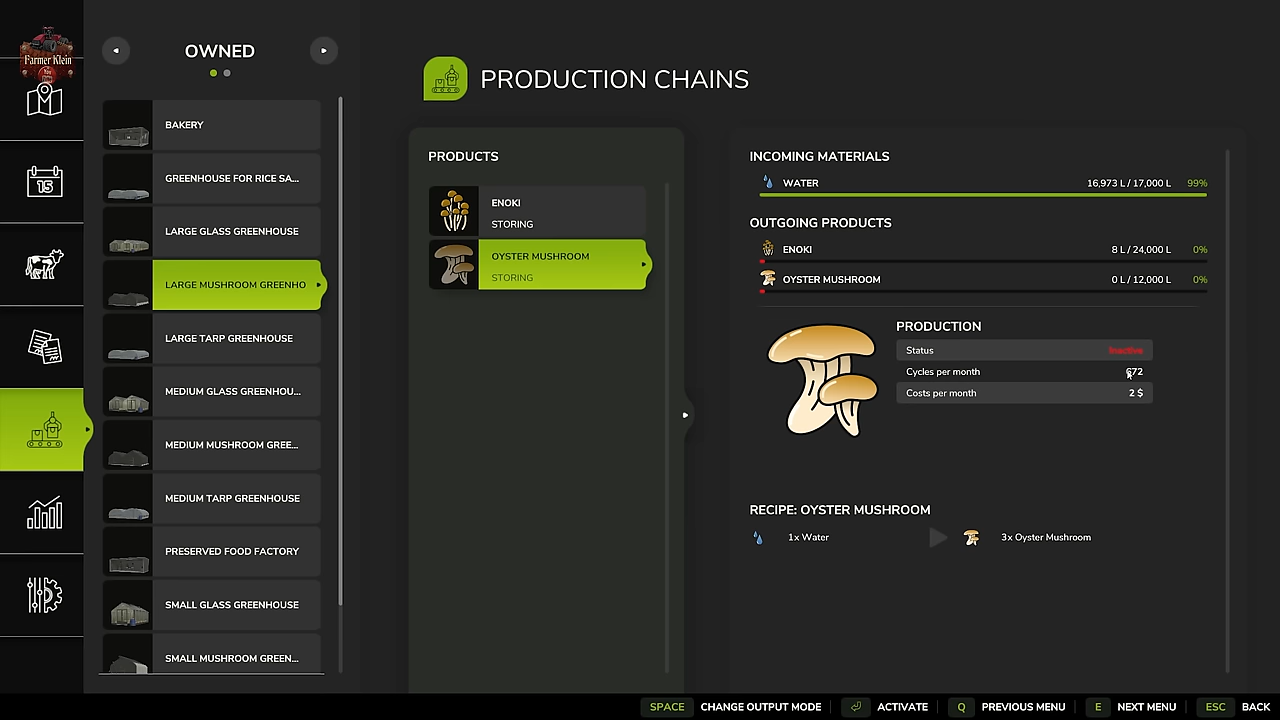 Farmer Klein
You
15
OWNED
BAKERY
GREENHOUSE FOR RICE SA...
LARGE GLASS GREENHOUSE
LARGE MUSHROOM GREENHO
LARGE TARP GREENHOUSE
MEDIUM GLASS GREENHOU...
MEDIUM MUSHROOM GREE...
MEDIUM TARP GREENHOUSE
PRESERVED FOOD FACTORY
SMALL GLASS GREENHOUSE
SMALL MUSHROOM GREEN...
PRODUCTION CHAINS
PRODUCTS
ENOKI
STORING
OYSTER MUSHROOM
STORING
INCOMING MATERIALS
WATER 16,973 L / 17,000 L 99%
OUTGOING PRODUCTS
ENOKI 8 L / 24,000 L 0%
OYSTER MUSHROOM 0 L / 12,000 L 0%
PRODUCTION
Status Inactive
Cycles per month 672
Costs per month 2 $
RECIPE: OYSTER MUSHROOM
1x Water 3x Oyster Mushroom
SPACE CHANGE OUTPUT MODE ACTIVATE Q PREVIOUS MENU E NEXT MENU ESC BACK